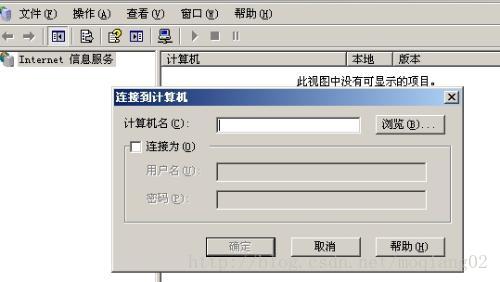 文件(F) 操作(A) 查看(V) 窗口(W) 帮助(H)
Internet 信息服务
计算机 本地 版本
此视图中没有可显示的项目。
连接到计算机
计算机名(C): 浏览(B)...
连接为(O)
用户名(U):
密码(P):
确定 取消 帮助(H)
http://blog.csdn.net/moqiang02